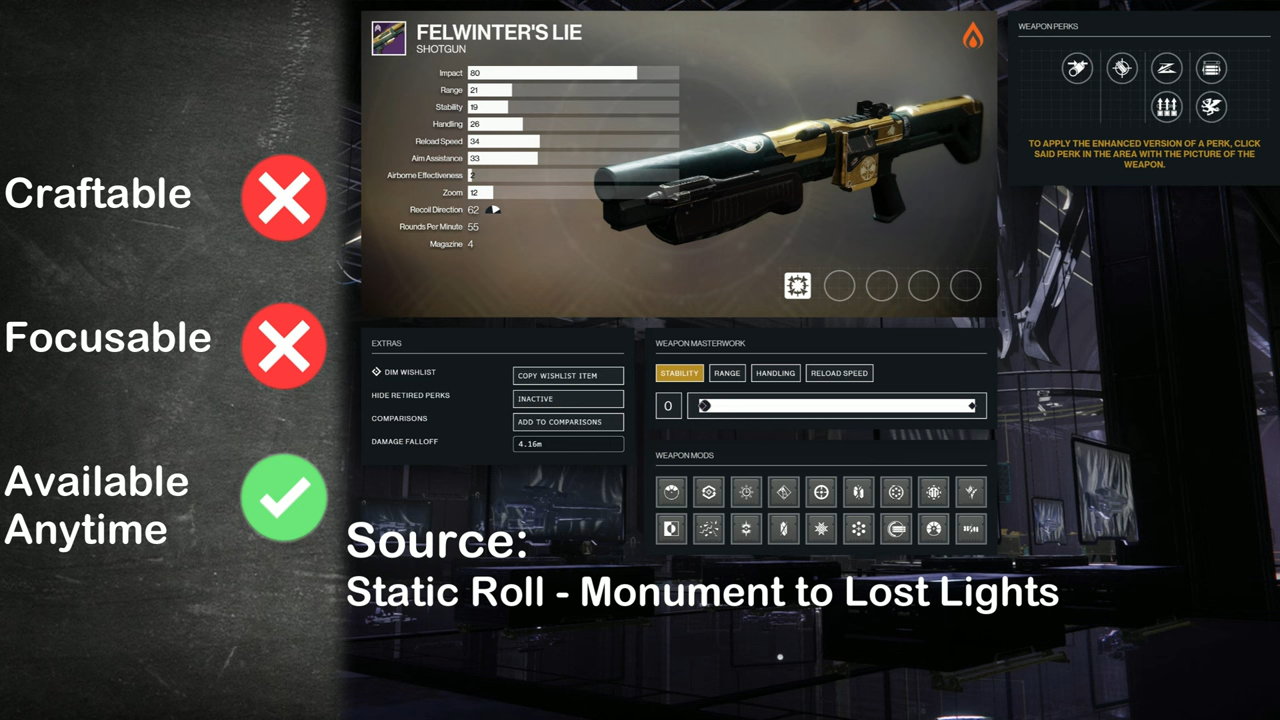 Craftable
Focusable
Available
Anytime
FELWINTER'S LIE
SHOTGUN
Impact 80
Range 21
Stability 19
Handling 26
Reload Speed 34
Aim Assistance 33
Airborne Effectiveness 2
Zoom 12
Recoil Direction 62
Rounds Per Minute 55
Magazine 4
WEAPON PERKS
TO APPLY THE ENHANCED VERSION OF A PERK, CLICK
SAID PERK IN THE AREA WITH THE PICTURE OF THE
WEAPON.
EXTRAS
DIM WISHLIST COPY WISHLIST ITEM
HIDE RETIRED PERKS INACTIVE
COMPARISONS ADD TO COMPARISONS
DAMAGE FALLOFF 4.16m
WEAPON MASTERWORK
STABILITY RANGE HANDLING RELOAD SPEED
0
WEAPON MODS
Source:
Static Roll - Monument to Lost Lights